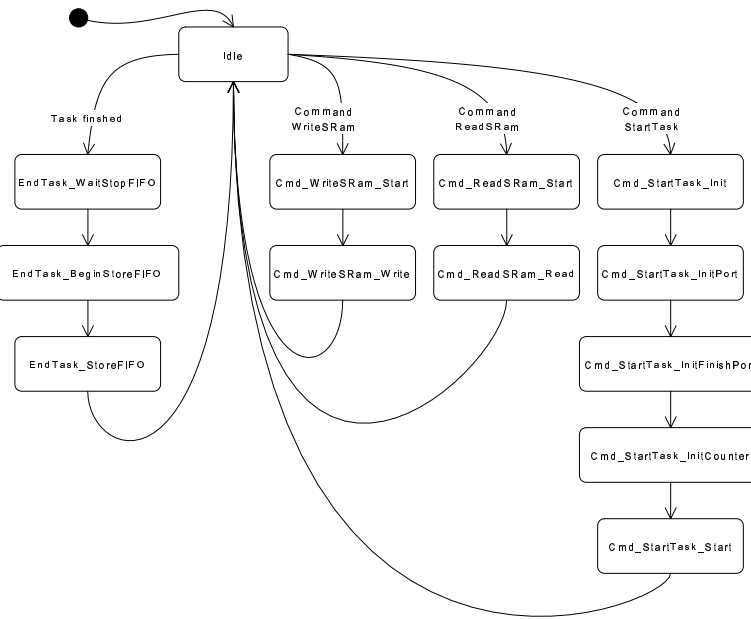 Idle
Task finshed
Command
WriteSRam
Command
ReadSRam
Command
StartTask
EndTask_WaitStopFIFO
Cmd_WriteSRam_Start
Cmd_ReadSRam_Start
Cmd_StartTask_Init
EndTask_BeginStoreFIFO
Cmd_WriteSRam_Write
Cmd_ReadSRam_Read
Cmd_StartTask_InitPort
EndTask_StoreFIFO
Cmd_StartTask_InitFinishPor
Cmd_StartTask_InitCounter
Cmd_StartTask_Start